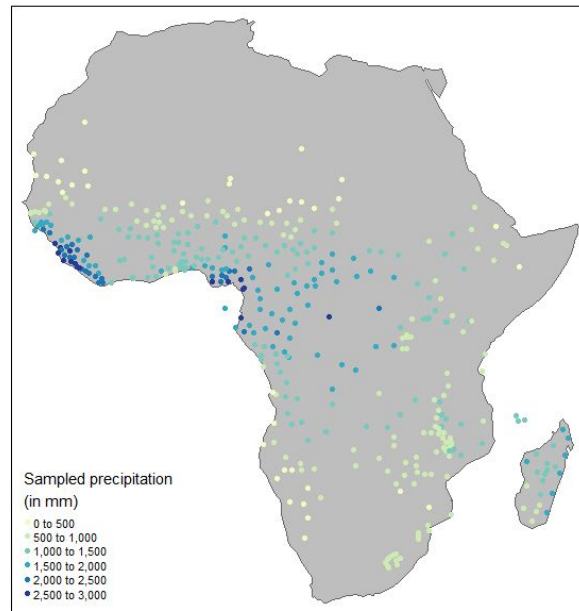 Sampled precipitation
(in mm)
0 to 500
500 to 1,000
1,000 to 1,500
1,500 to 2,000
2,000 to 2,500
2,500 to 3,000